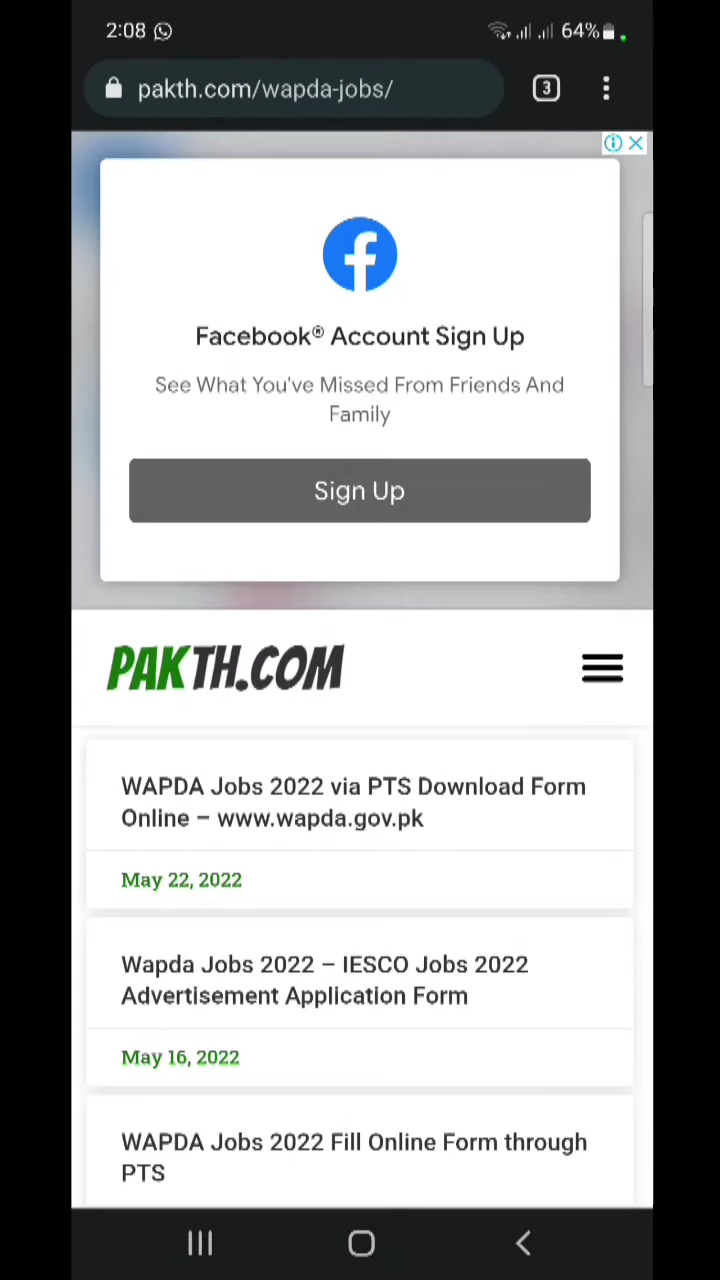 2:08 64%
pakth.com/wapda-jobs/ 3
Facebook® Account Sign Up
See What You've Missed From Friends And
Family
Sign Up
PAKTH.COM
WAPDA Jobs 2022 via PTS Download Form
Online – www.wapda.gov.pk
May 22, 2022
Wapda Jobs 2022 – IESCO Jobs 2022
Advertisement Application Form
May 16, 2022
WAPDA Jobs 2022 Fill Online Form through
PTS